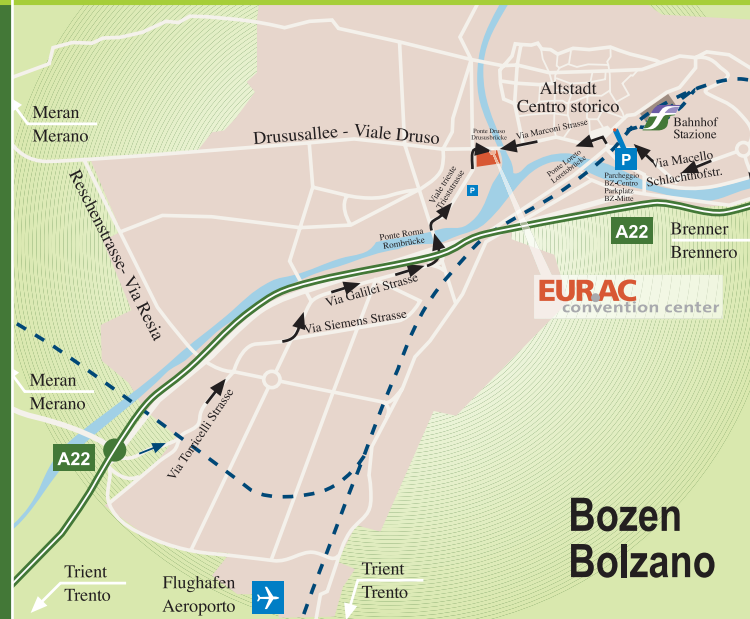 Altstadt
Centro storico
Meran
Merano
Drususallee - Viale Druso
Ponte Druso
Drususbrücke
Via Marconi Strasse
Bahnhof
Stazione
Ponte Loreto
Loretobrücke
P
Via Macello
Schlachthofstr.
Parcheggio
BZ-Centro
Parkplatz
BZ-Mitte
Viale trieste
Trieststrasse
P
Reschenstrasse- Via Resia
Ponte Roma
Rombrücke
A22
Brenner
Brennero
Via Galilei Strasse
EURAC
convention center
Via Siemens Strasse
Meran
Merano
Via Torricelli Strasse
A22
Bozen
Bolzano
Trient
Trento
Flughafen
Aeroporto
Trient
Trento